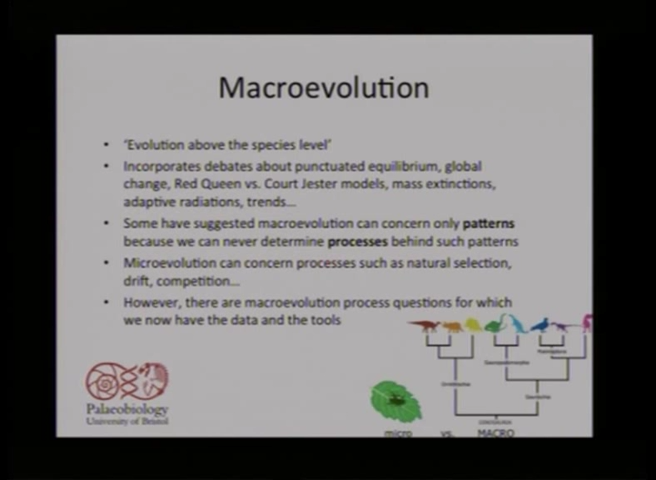 Macroevolution
• 'Evolution above the species level'
• Incorporates debates about punctuated equilibrium, global
change, Red Queen vs. Court Jester models, mass extinctions,
adaptive radiations, trends...
• Some have suggested macroevolution can concern only patterns
because we can never determine processes behind such patterns
• Microevolution can concern processes such as natural selection,
drift, competition...
• However, there are macroevolution process questions for which
we now have the data and the tools
Palaeobiology
University of Bristol
micro vs. MACRO